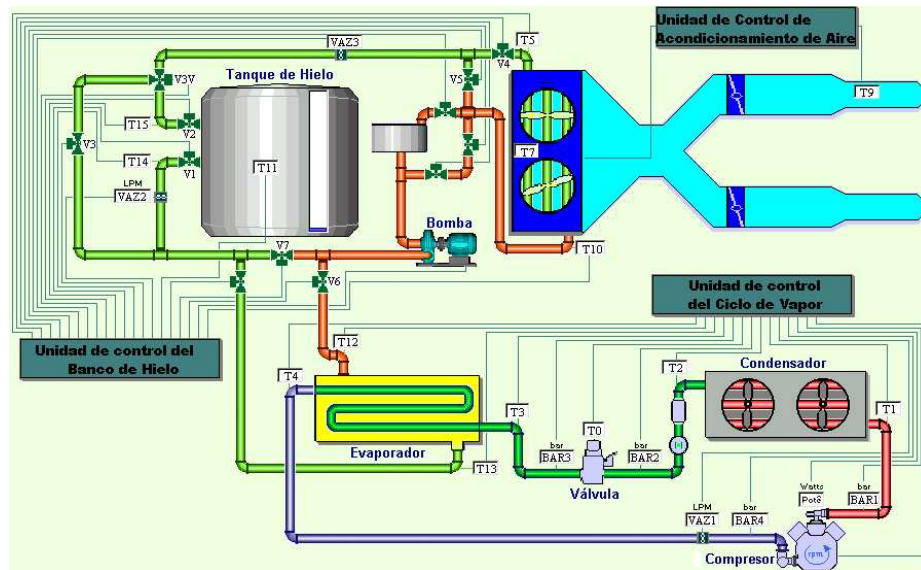 Unidad de Control de
Acondicionamiento de Aire
VAZ3
T5
V4
V3V
Tanque de Hielo
V5
T9
T15
V2
V3
T7
T14
V1
T11
LPM
VAZ2
Bomba
V7
T10
V6
Unidad de control
del Ciclo de Vapor
Unidad de control del
Banco de Hielo
T12
T4
T3
T2
Condensador
T1
T0
bar
BAR3
bar
BAR2
Evaporador
T13
Válvula
Watts
Pot8
bar
BAR1
LPM
VAZ1
bar
BAR4
Compresor
rpm